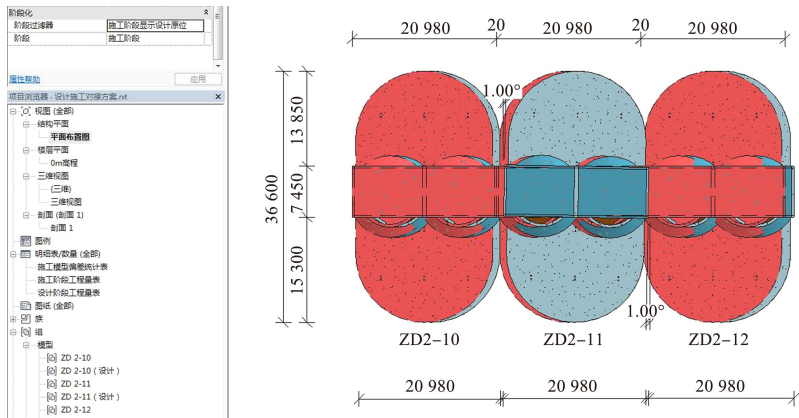 阶段化
阶段过滤器 施工阶段显示设计原位
阶段 施工阶段
属性帮助 应用
项目浏览器 - 设计施工对接方案.rvt
视图 (全部)
结构平面
平面布置图
楼层平面
0m高程
三维视图
{三维}
三维视图
剖面 (剖面 1)
剖面 1
图例
明细表/数量 (全部)
施工模型偏差统计表
施工阶段工程量表
设计阶段工程量表
图纸 (全部)
族
组
模型
ZD 2-10
ZD 2-10 (设计)
ZD 2-11
ZD 2-11 (设计)
ZD 2-12
20 980 20 20 980 20 20 980
1.00°
13 850
36 600
7 450
15 300
1.00°
ZD2-10 ZD2-11 ZD2-12
20 980 20 980 20 980